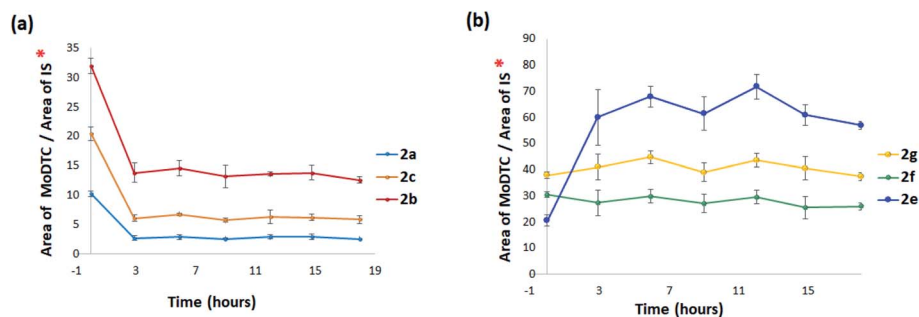 (a)
Area of MoDTC / Area of IS *
35
30
25
20
15
10
5
0
-1 3 7 11 15 19
Time (hours)
2a
2c
2b
(b)
Area of MoDTC / Area of IS *
90
80
70
60
50
40
30
20
10
0
-1 3 7 11 15
Time (hours)
2g
2f
2e